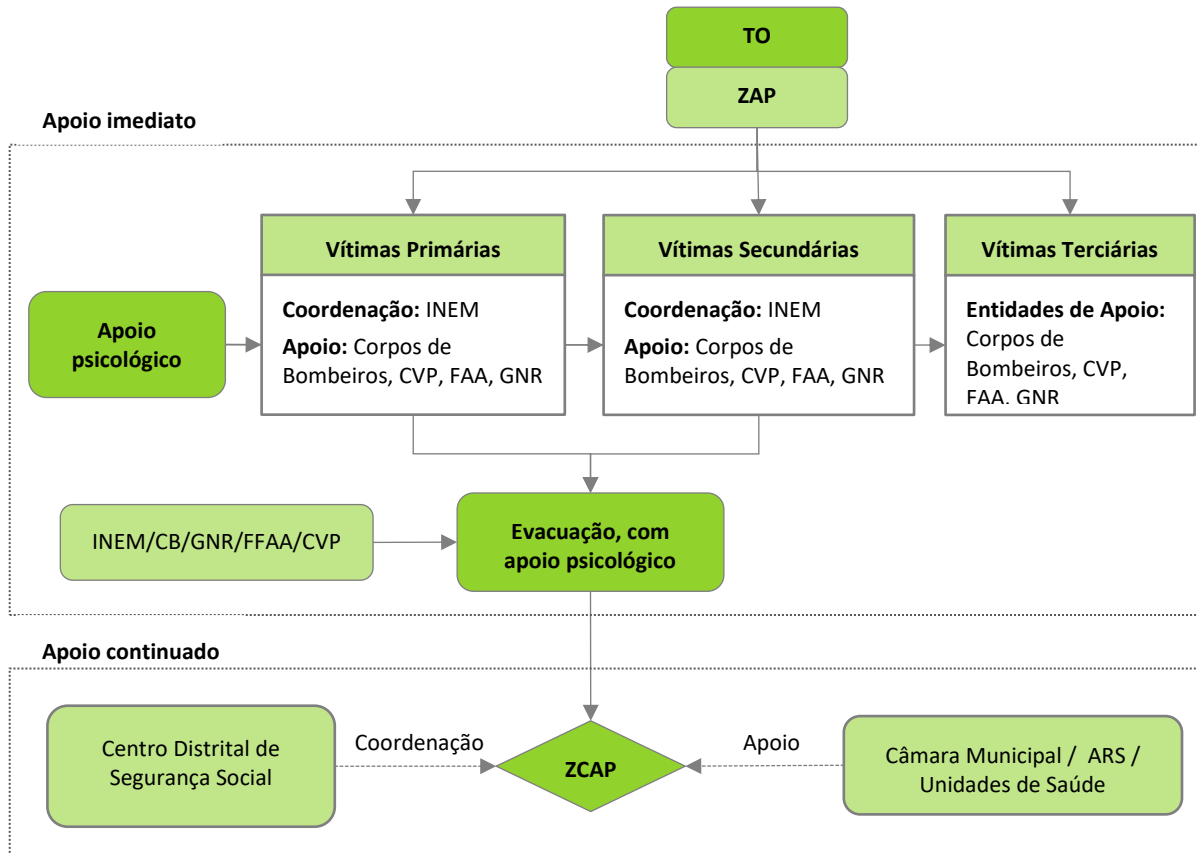 TO
ZAP
Apoio imediato
Vítimas Primárias
Coordenação: INEM
Apoio: Corpos de
Bombeiros, CVP, FAA, GNR
Vítimas Secundárias
Coordenação: INEM
Apoio: Corpos de
Bombeiros, CVP, FAA, GNR
Vítimas Terciárias
Entidades de Apoio:
Corpos de
Bombeiros, CVP,
FAA, GNR
Apoio
psicológico
INEM/CB/GNR/FFAA/CVP
Evacuação, com
apoio psicológico
Apoio continuado
Centro Distrital de
Segurança Social
Coordenação
ZCAP
Apoio
Câmara Municipal / ARS /
Unidades de Saúde